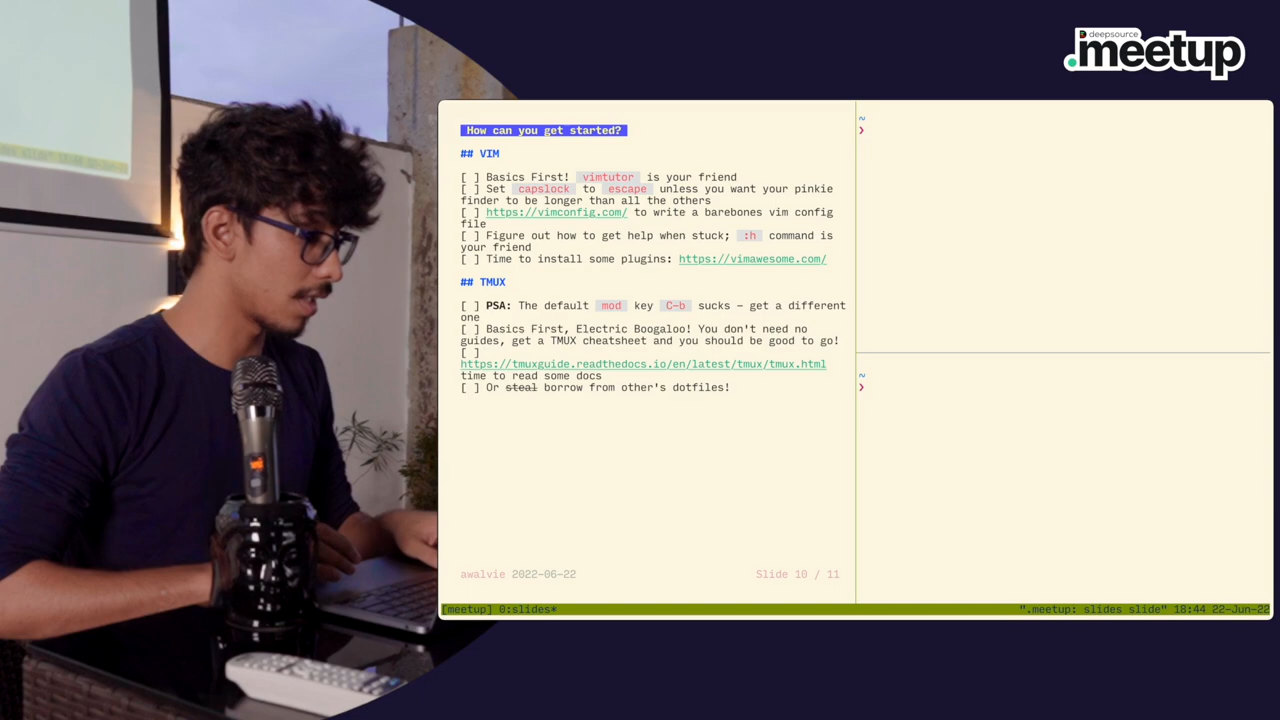 deepsource
.meetup
How can you get started?
## VIM
[ ] Basics First! vimtutor is your friend
[ ] Set capslock to escape unless you want your pinkie
finder to be longer than all the others
[ ] https://vimconfig.com/ to write a barebones vim config
file
[ ] Figure out how to get help when stuck; :h command is
your friend
[ ] Time to install some plugins: https://vimawesome.com/
## TMUX
[ ] PSA: The default mod key C-b sucks - get a different
one
[ ] Basics First, Electric Boogaloo! You don't need no
guides, get a TMUX cheatsheet and you should be good to go!
[ ]
https://tmuxguide.readthedocs.io/en/latest/tmux/tmux.html
time to read some docs
[ ] Or steal borrow from other's dotfiles!
awalvie 2022-06-22 Slide 10 / 11
~
❯
~
❯
[meetup] 0:slides* ".meetup: slides slide" 18:44 22-Jun-22